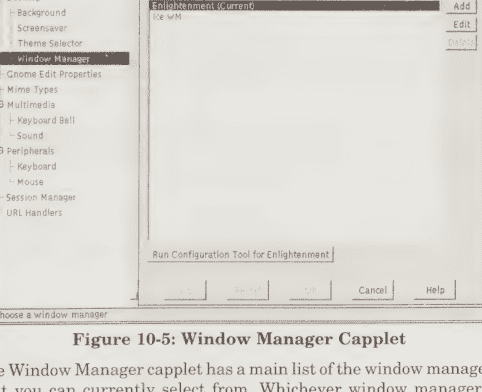 Background
Screensaver
Theme Selector
Window Manager
Gnome Edit Properties
Mime Types
Multimedia
Keyboard Bell
Sound
Peripherals
Keyboard
Mouse
Session Manager
URL Handlers
Enlightenment (Current)
Ice WM
Add
Edit
Delete
Run Configuration Tool for Enlightenment
Cancel
Help
hoose a window manager
Figure 10-5: Window Manager Capplet
e Window Manager capplet has a main list of the window manage
t you can currently select from. Whichever window manager